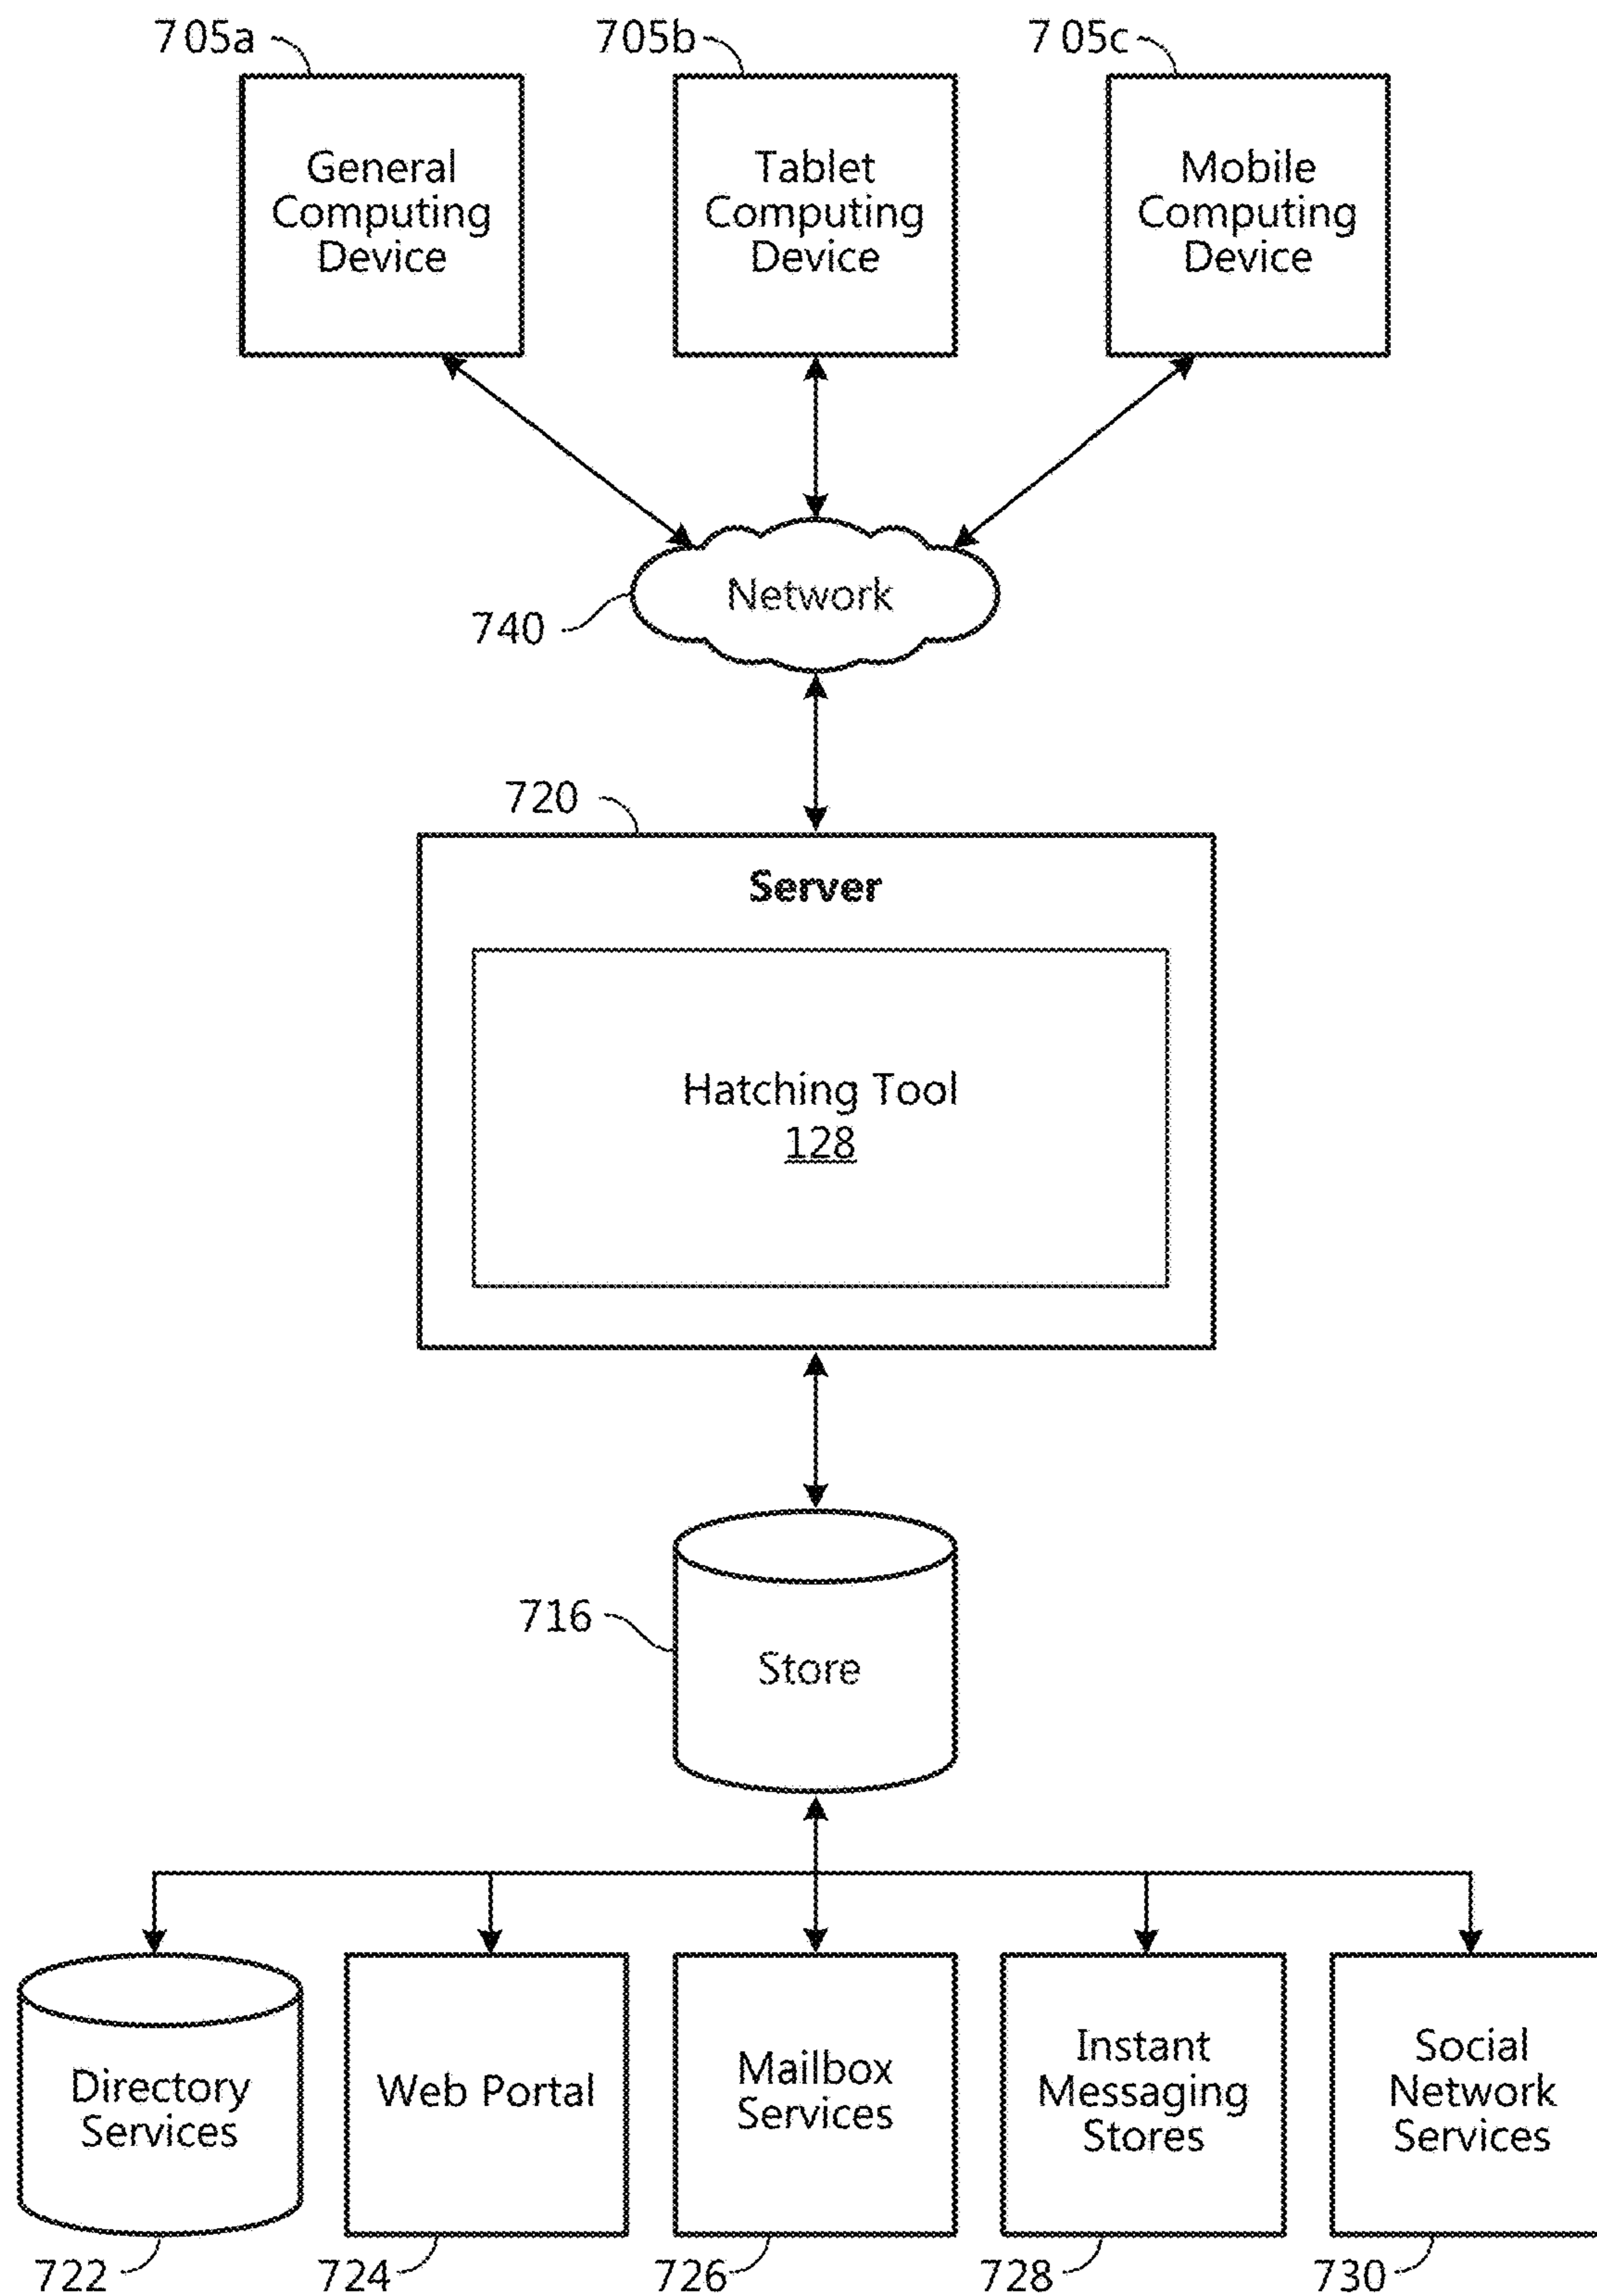 705a 705b 705c
General
Computing
Device
Tablet
Computing
Device
Mobile
Computing
Device
Network
740
720
Server
Hatching Tool
128
716
Store
Directory
Services
Web Portal
Mailbox
Services
Instant
Messaging
Stores
Social
Network
Services
722 724 726 728 730